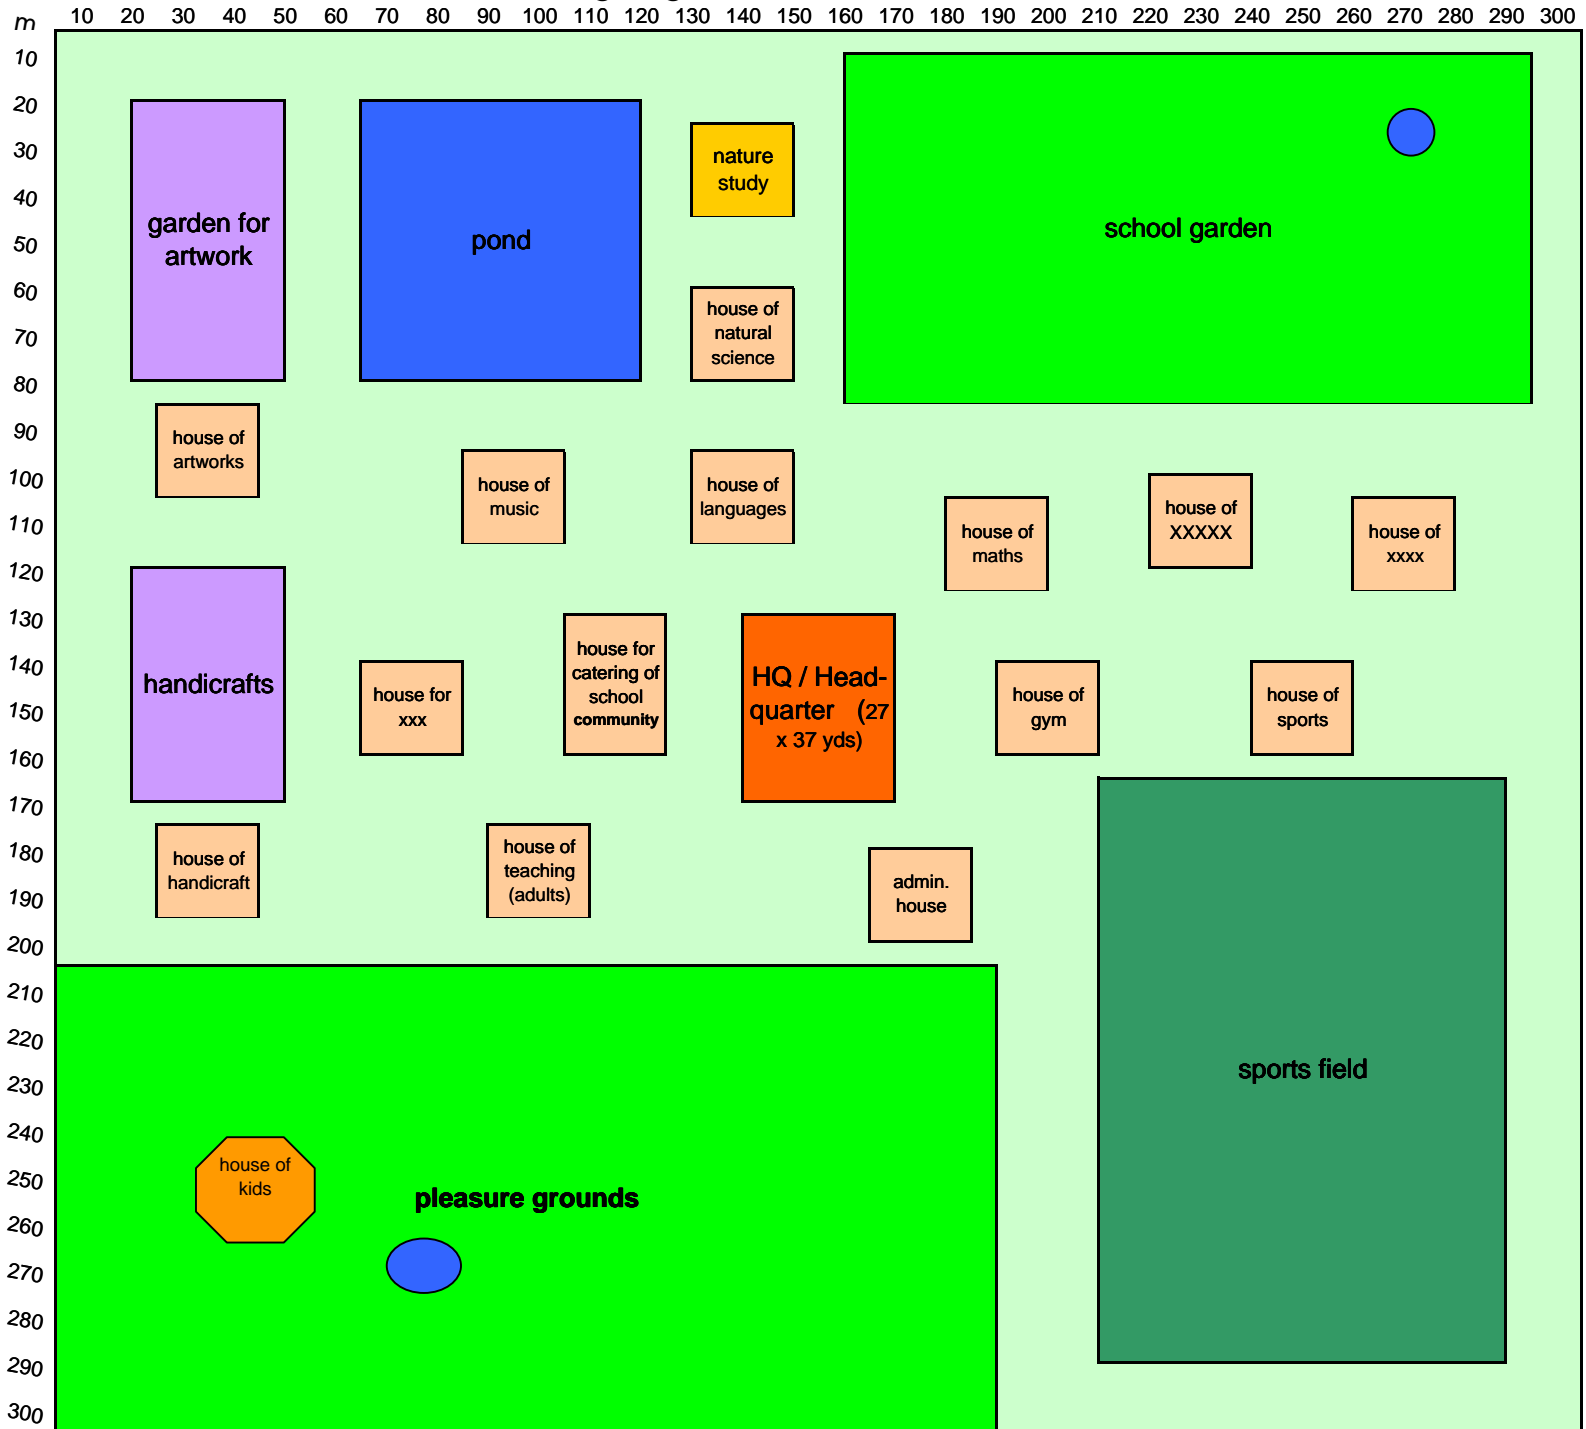 m 10 20 30 40 50 60 70 80 90 100 110 120 130 140 150 160 170 180 190 200 210 220 230 240 250 260 270 280 290 300
10
20
30
40
50
60
70
80
90
100
110
120
130
140
150
160
170
180
190
200
210
220
230
240
250
260
270
280
290
300
garden for
artwork
pond
nature
study
school garden
house of
natural
science
house of
artworks
house of
music
house of
languages
house of
maths
house of
XXXXX
house of
xxxx
handicrafts
house for
xxx
house for
catering of
school
community
HQ / Head-
quarter (27
x 37 yds)
house of
gym
house of
sports
house of
handicraft
house of
teaching
(adults)
admin.
house
sports field
house of
kids
pleasure grounds